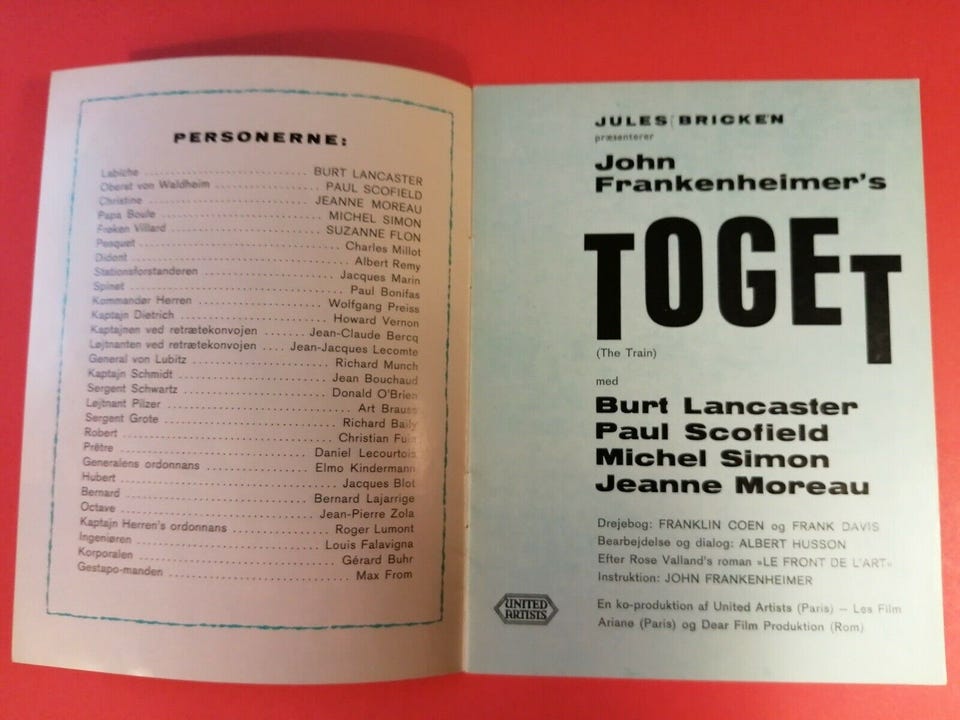 PERSONERNE:
Labiche ........ BURT LANCASTER
Oberst von Waldheim ........ PAUL SCOFIELD
Christine ........ JEANNE MOREAU
Papa Boule ........ MICHEL SIMON
Frøken Villard ........ SUZANNE FLON
Pesquet ........ Charles Millot
Didont ........ Albert Remy
Stationsforstanderen ........ Jacques Marin
Spinet ........ Paul Bonifas
Kommandør Herren ........ Wolfgang Preiss
Kaptajn Dietrich ........ Howard Vernon
Kaptajnen ved retrætekonvojen ....... Jean-Claude Bercq
Løjtnanten ved retrætekonvojen .... Jean-Jacques Lecomte
General von Lubitz ........ Richard Munch
Kaptajn Schmidt ........ Jean Bouchaud
Sergent Schwartz ........ Donald O'Brien
Løjtnant Pilzer ........ Art Brauss
Sergent Grote ........ Richard Baily
Robert ........ Christian
Prêtre ........ Daniel Lecourtois
Generalens ordonnans ........ Elmo Kindermann
Hubert ........ Jacques Blot
Bernard ........ Bernard Lajarrige
Octave ........ Jean-Pierre Zola
Kaptajn Herren's ordonnans ........ Roger Lumont
Ingeniøren ........ Louis Falavigna
Korporalen ........ Gérard Buhr
Gestapo-manden ........ Max From
JULES BRICKEN
præsenterer
John
Frankenheimer's
TOGET
(The Train)
med
Burt Lancaster
Paul Scofield
Michel Simon
Jeanne Moreau
Drejebog: FRANKLIN COEN og FRANK DAVIS
Bearbejdelse og dialog: ALBERT HUSSON
Efter Rose Valland's roman »LE FRONT DE L'ART«
Instruktion: JOHN FRANKENHEIMER
UNITED
ARTISTS
En ko-produktion af United Artists (Paris) — Les Film
Ariane (Paris) og Dear Film Produktion (Rom)